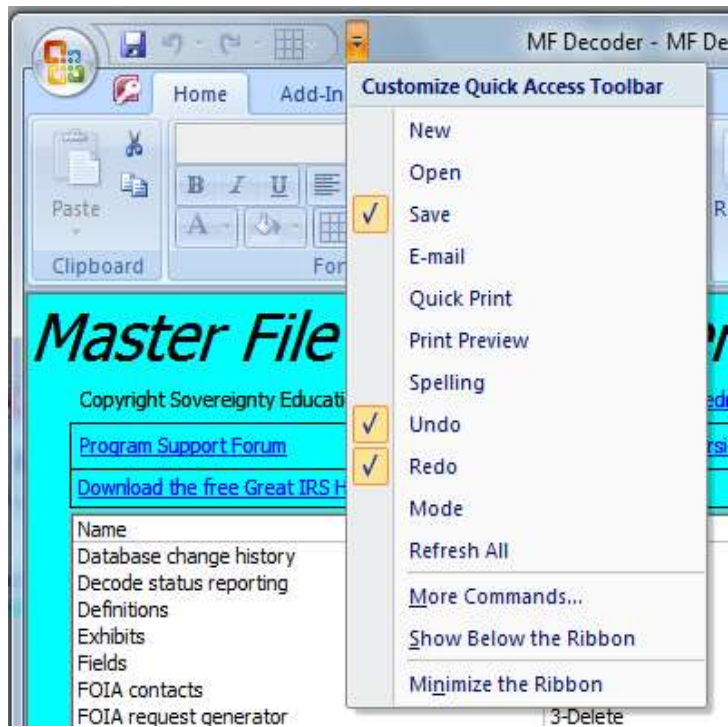 MF Decoder - MF De
Home Add-In
Customize Quick Access Toolbar
New
Open
Save
E-mail
Quick Print
Print Preview
Spelling
Undo
Redo
Mode
Refresh All
More Commands...
Show Below the Ribbon
Minimize the Ribbon
Paste
B I U
A
R
Clipboard
For
Master File
Copyright Sovereignty Educati
Program Support Forum
Download the free Great IRS H
Name
Database change history
Decode status reporting
Definitions
Exhibits
Fields
FOIA contacts
FOIA request generator 3-Delete